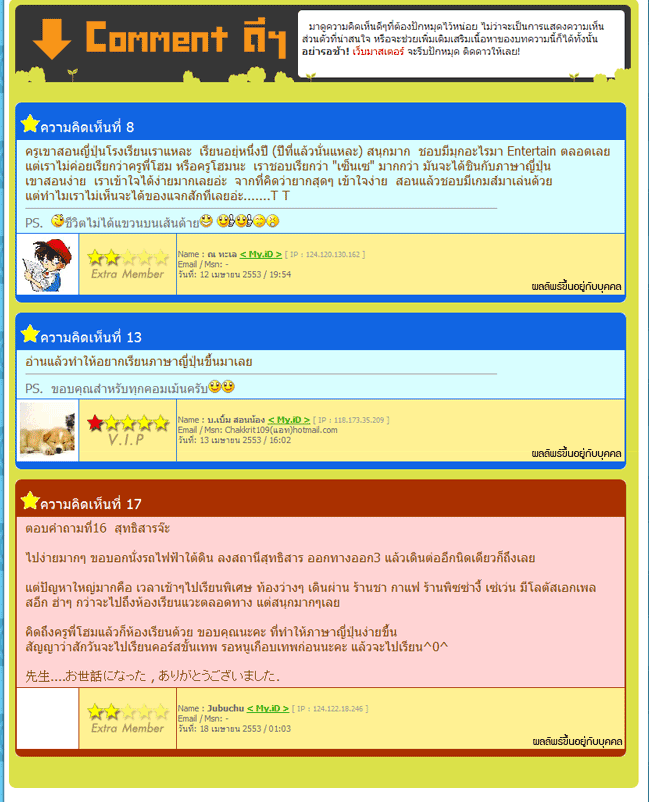 Comment ดีๆ
มาดูความคิดเห็นดีๆที่ต้องปักหมุดไว้หน่อย ไม่ว่าจะเป็นการแสดงความเห็น
ส่วนตัวที่น่าสนใจ หรือจะช่วยเพิ่มเติมเสริมเนื้อหาของบทความนี้ก็ได้ทั้งนั้น
อย่ารอช้า! เว็บมาสเตอร์ จะรีบปักหมุด ติดดาวให้เลย!
ความคิดเห็นที่ 8
ครูเขาสอนญี่ปุ่นโรงเรียนเราแหละ เรียนอยู่หนึ่งปี (ปีที่แล้วนั่นแหละ) สนุกมาก ชอบมีมุกอะไรมา Entertain ตลอดเลย
แต่เราไม่ค่อยเรียกว่าครูพี่โฮม หรือครูโฮมนะ เราชอบเรียกว่า "เซ็นเซ" มากกว่า มันจะได้ชินกับภาษาญี่ปุ่น
เขาสอนง่าย เราเข้าใจได้ง่ายมากเลยอ่ะ จากที่คิดว่ายากสุดๆ เข้าใจง่าย สอนแล้วชอบมีเกมส์มาเล่นด้วย
แต่ทำไมเราไม่เห็นจะได้ของแจกสักทีเลยอ่ะ.......T T
PS. ชีวิตไม่ได้แขวนบนเส้นด้าย
Extra Member
Name : ณ ทะเล < My.iD > [ IP : 124.120.130.162 ]
Email / Msn: -
วันที่: 12 เมษายน 2553 / 19:54
ผลลัพธ์ขึ้นอยู่กับบุคคล
ความคิดเห็นที่ 13
อ่านแล้วทำให้อยากเรียนภาษาญี่ปุ่นขึ้นมาเลย
PS. ขอบคุณสำหรับทุกคอมเม้นครับ
V.I.P
Name : บ.เบิ้ม สอนน้อง < My.iD > [ IP : 118.173.35.209 ]
Email / Msn: Chakkrit109(แอท)hotmail.com
วันที่: 13 เมษายน 2553 / 16:02
ผลลัพธ์ขึ้นอยู่กับบุคคล
ความคิดเห็นที่ 17
ตอบคำถามที่16 สุทธิสารจ๊ะ
ไปง่ายมากๆ ขอบอกนั่งรถไฟฟ้าใต้ดิน ลงสถานีสุทธิสาร ออกทางออก3 แล้วเดินต่ออีกนิดเดียวก็ถึงเลย
แต่ปัญหาใหญ่มากคือ เวลาเช้าๆไปเรียนพิเศษ ท้องว่างๆ เดินผ่าน ร้านชา กาแฟ ร้านพิซซ่างี้ เซเว่น มีโลตัสเอกเพล
สอีก ฮ่าๆ กว่าจะไปถึงห้องเรียนแวะตลอดทาง แต่สนุกมากๆเลย
คิดถึงครูพี่โฮมแล้วก็ห้องเรียนด้วย ขอบคุณนะคะ ที่ทำให้ภาษาญี่ปุ่นง่ายขึ้น
สัญญาว่าสักวันจะไปเรียนคอร์สขั้นเทพ รอหนูเกือบเทพก่อนนะคะ แล้วจะไปเรียน^0^
先生....お世話になった , ありがとうございました.
Extra Member
Name : Jubuchu < My.iD > [ IP : 124.122.18.246 ]
Email / Msn: -
วันที่: 18 เมษายน 2553 / 01:03
ผลลัพธ์ขึ้นอยู่กับบุคคล